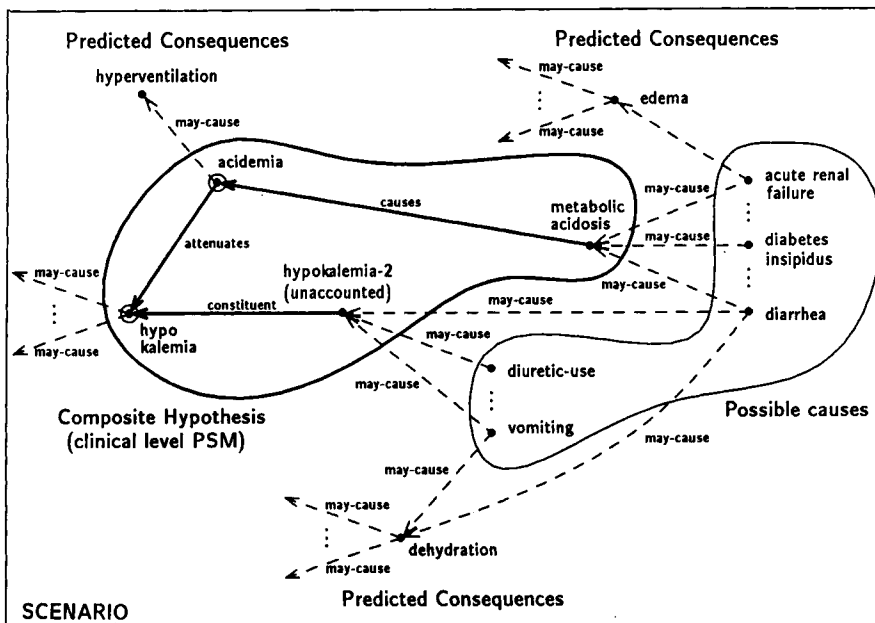 Predicted Consequences
hyperventilation
may-cause
acidemia
causes
attenuates
metabolic
acidosis
may-cause
may-cause
hypokalemia-2
(unaccounted)
constituent
hypo
kalemia
Composite Hypothesis
(clinical level PSM)
Predicted Consequences
may-cause
may-cause
edema
acute renal
failure
diabetes
insipidus
diarrhea
may-cause
may-cause
may-cause
may-cause
may-cause
may-cause
diuretic-use
vomiting
Possible causes
may-cause
may-cause
may-cause
may-cause
dehydration
Predicted Consequences
SCENARIO